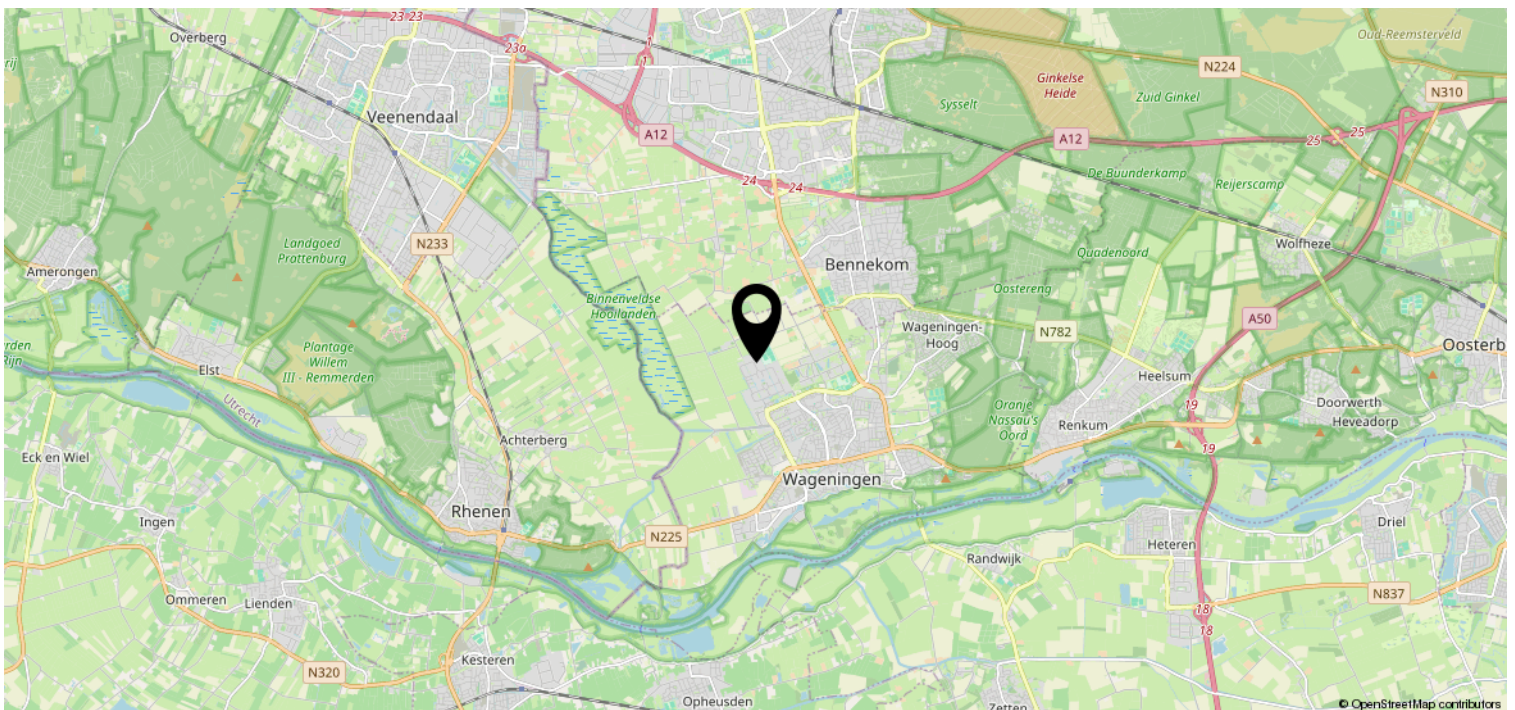 23 23
Overberg
23a
1
1
Oud-Reemsterveld
N224
Ginkelse
Heide
Sysselt
Zuid Ginkel
N310
rij
Veenendaal
A12
A12
25
25
24
24
De Buunderkamp
Reijerscamp
Landgoed
Prattenburg
N233
Wolfheze
Quadenoord
Bennekom
Amerongen
Oostereng
Binnenveldse
Hooilanden
A50
Wageningen-
Hoog
N782
rden
Rijn
Oosterb
Plantage
Willem
III - Remmerden
Elst
Heelsum
Utrecht
Oranje
Nassau's
Oord
19
Doorwerth
Heveadorp
Renkum
Achterberg
19
Eck en Wiel
Wageningen
Rhenen
Ingen
Driel
N225
Heteren
Randwijk
Ommeren
Lienden
N837
18
18
Kesteren
N320
Opheusden
Zetten
© OpenStreetMap contributors